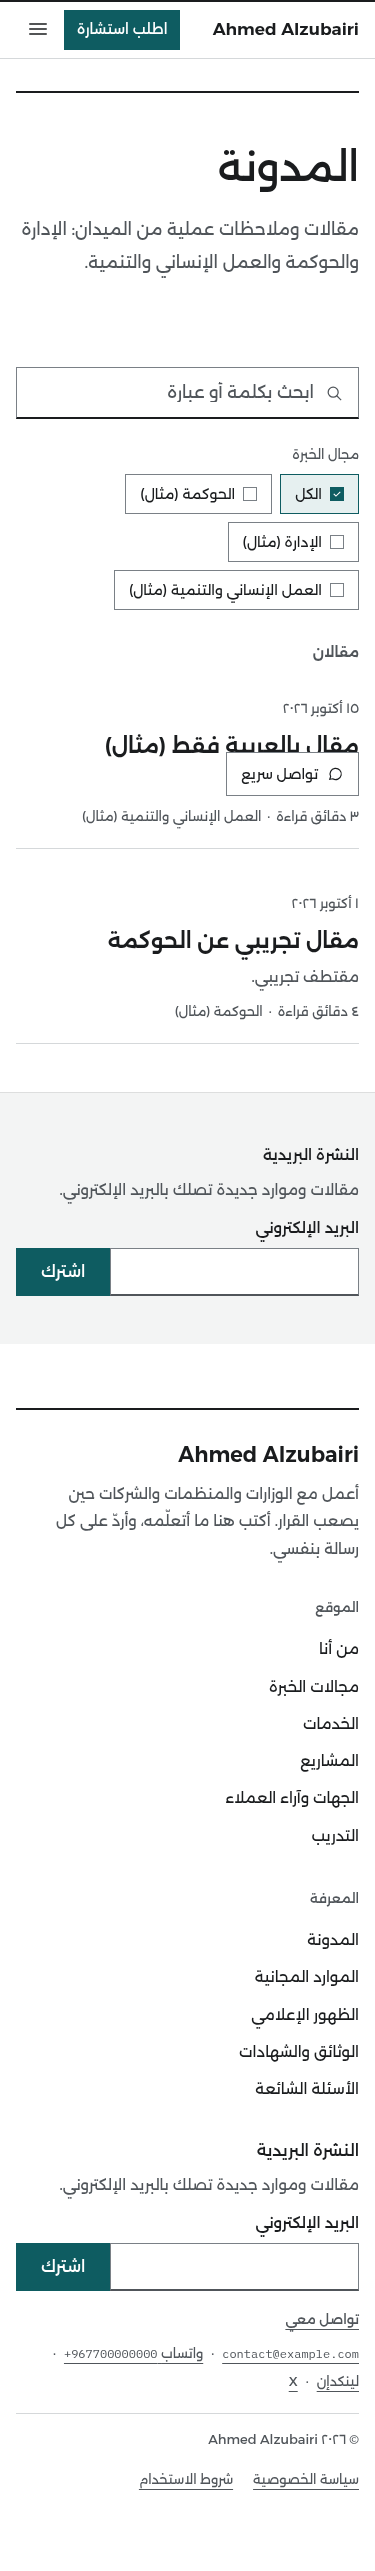 Ahmed Alzubairi
اطلب استشارة
المدونة
مقالات وملاحظات عملية من الميدان: الإدارة
والحوكمة والعمل الإنساني والتنمية.
ابحث بكلمة أو عبارة
مجال الخبرة
الكل
الحوكمة (مثال)
الإدارة (مثال)
العمل الإنساني والتنمية (مثال)
مقالان
١٥ أكتوبر ٢٠٢٦
مقال بالعربية فقط (مثال)
تواصل سريع
٣ دقائق قراءة · العمل الإنساني والتنمية (مثال)
١ أكتوبر ٢٠٢٦
مقال تجريبي عن الحوكمة
مقتطف تجريبي.
٤ دقائق قراءة · الحوكمة (مثال)
النشرة البريدية
مقالات وموارد جديدة تصلك بالبريد الإلكتروني.
البريد الإلكتروني
اشترك
Ahmed Alzubairi
أعمل مع الوزارات والمنظمات والشركات حين
يصعب القرار. أكتب هنا ما أتعلّمه، وأردّ على كل
رسالة بنفسي.
الموقع
من أنا
مجالات الخبرة
الخدمات
المشاريع
الجهات وآراء العملاء
التدريب
المعرفة
المدونة
الموارد المجانية
الظهور الإعلامي
الوثائق والشهادات
الأسئلة الشائعة
النشرة البريدية
مقالات وموارد جديدة تصلك بالبريد الإلكتروني.
البريد الإلكتروني
اشترك
تواصل معي
contact@example.com · واتساب +967700000000 ·
لينكدإن · X
© ٢٠٢٦ Ahmed Alzubairi
سياسة الخصوصية
شروط الاستخدام